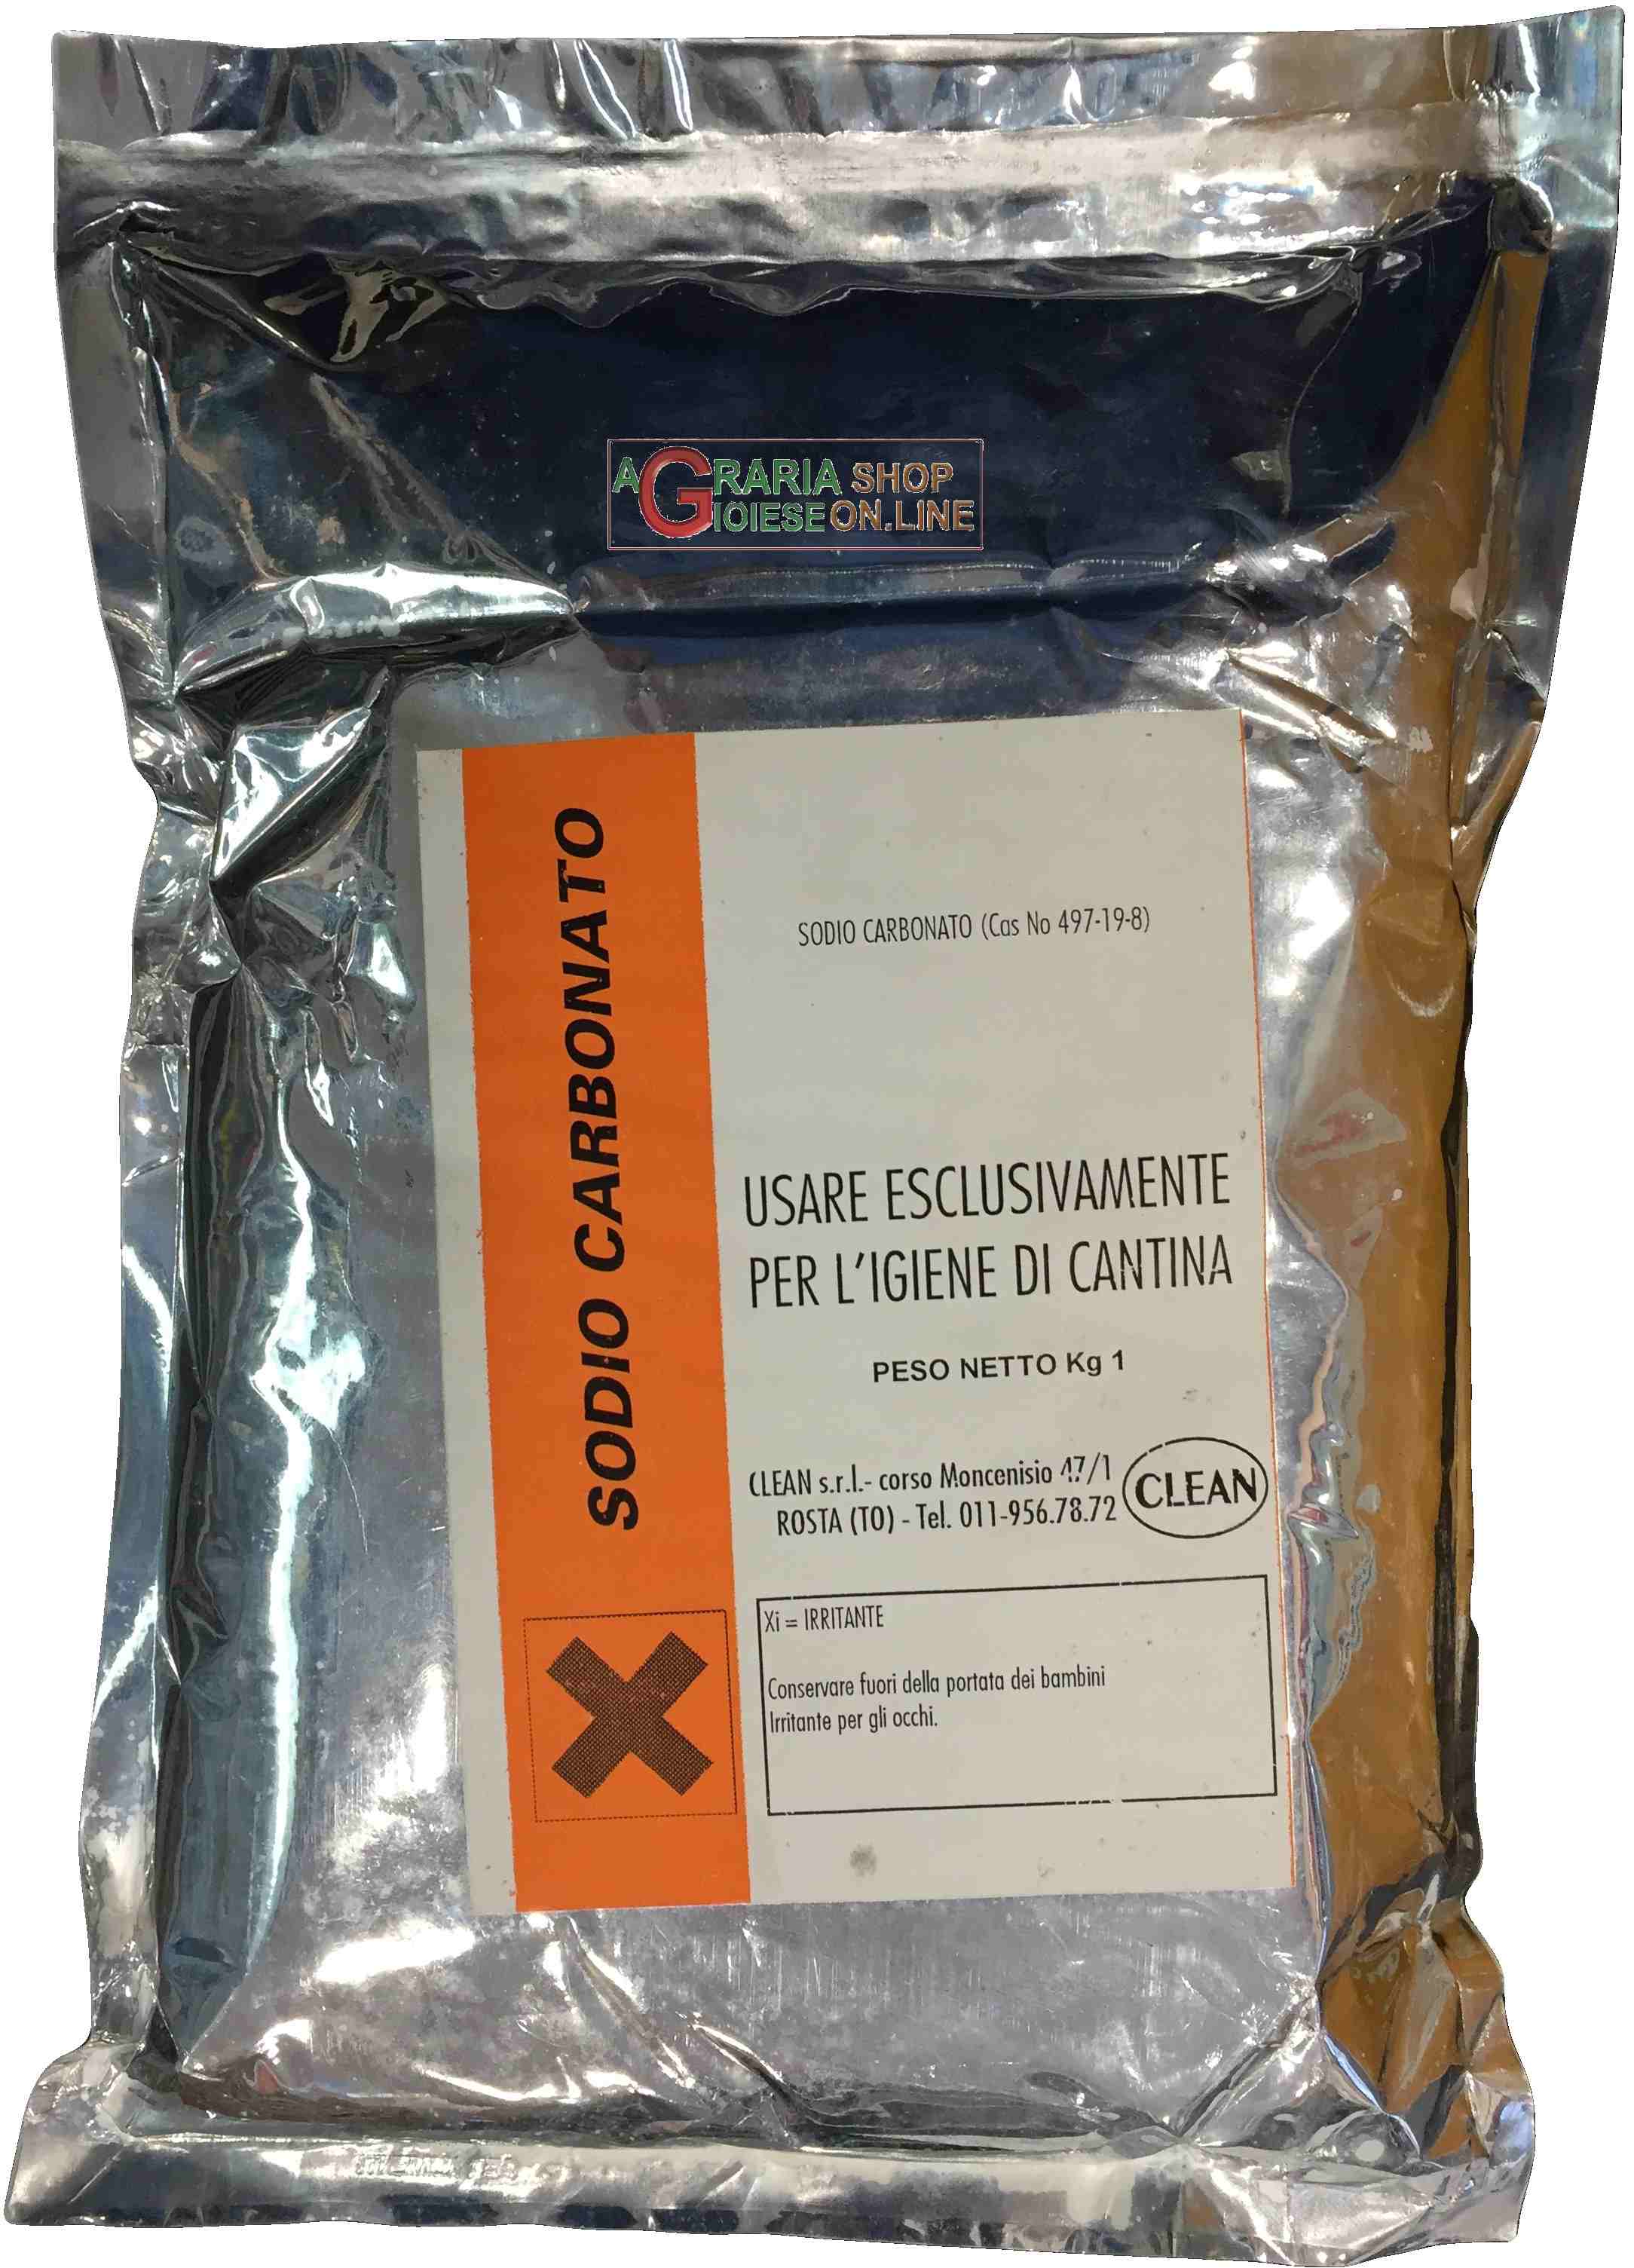 AGRARIA SHOP
GIOIESE ON.LINE
SODIO CARBONATO
SODIO CARBONATO (Cas No 497-19-8)
USARE ESCLUSIVAMENTE
PER L'IGIENE DI CANTINA
PESO NETTO Kg 1
CLEAN s.r.l.- corso Moncenisio 47/1
ROSTA (TO) - Tel. 011-956.78.72
CLEAN
Xi = IRRITANTE
Conservare fuori della portata dei bambini
Irritante per gli occhi.